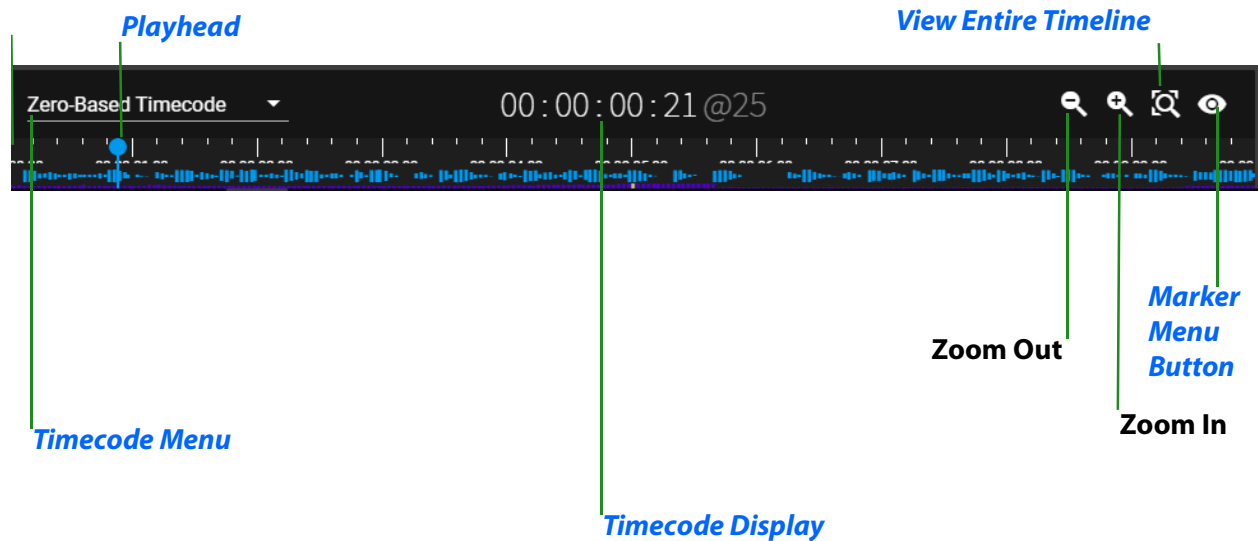 Playhead
View Entire Timeline
Zero-Based Timecode
00:00:00:21@25
Marker
Menu
Button
Zoom Out
Zoom In
Timecode Menu
Timecode Display